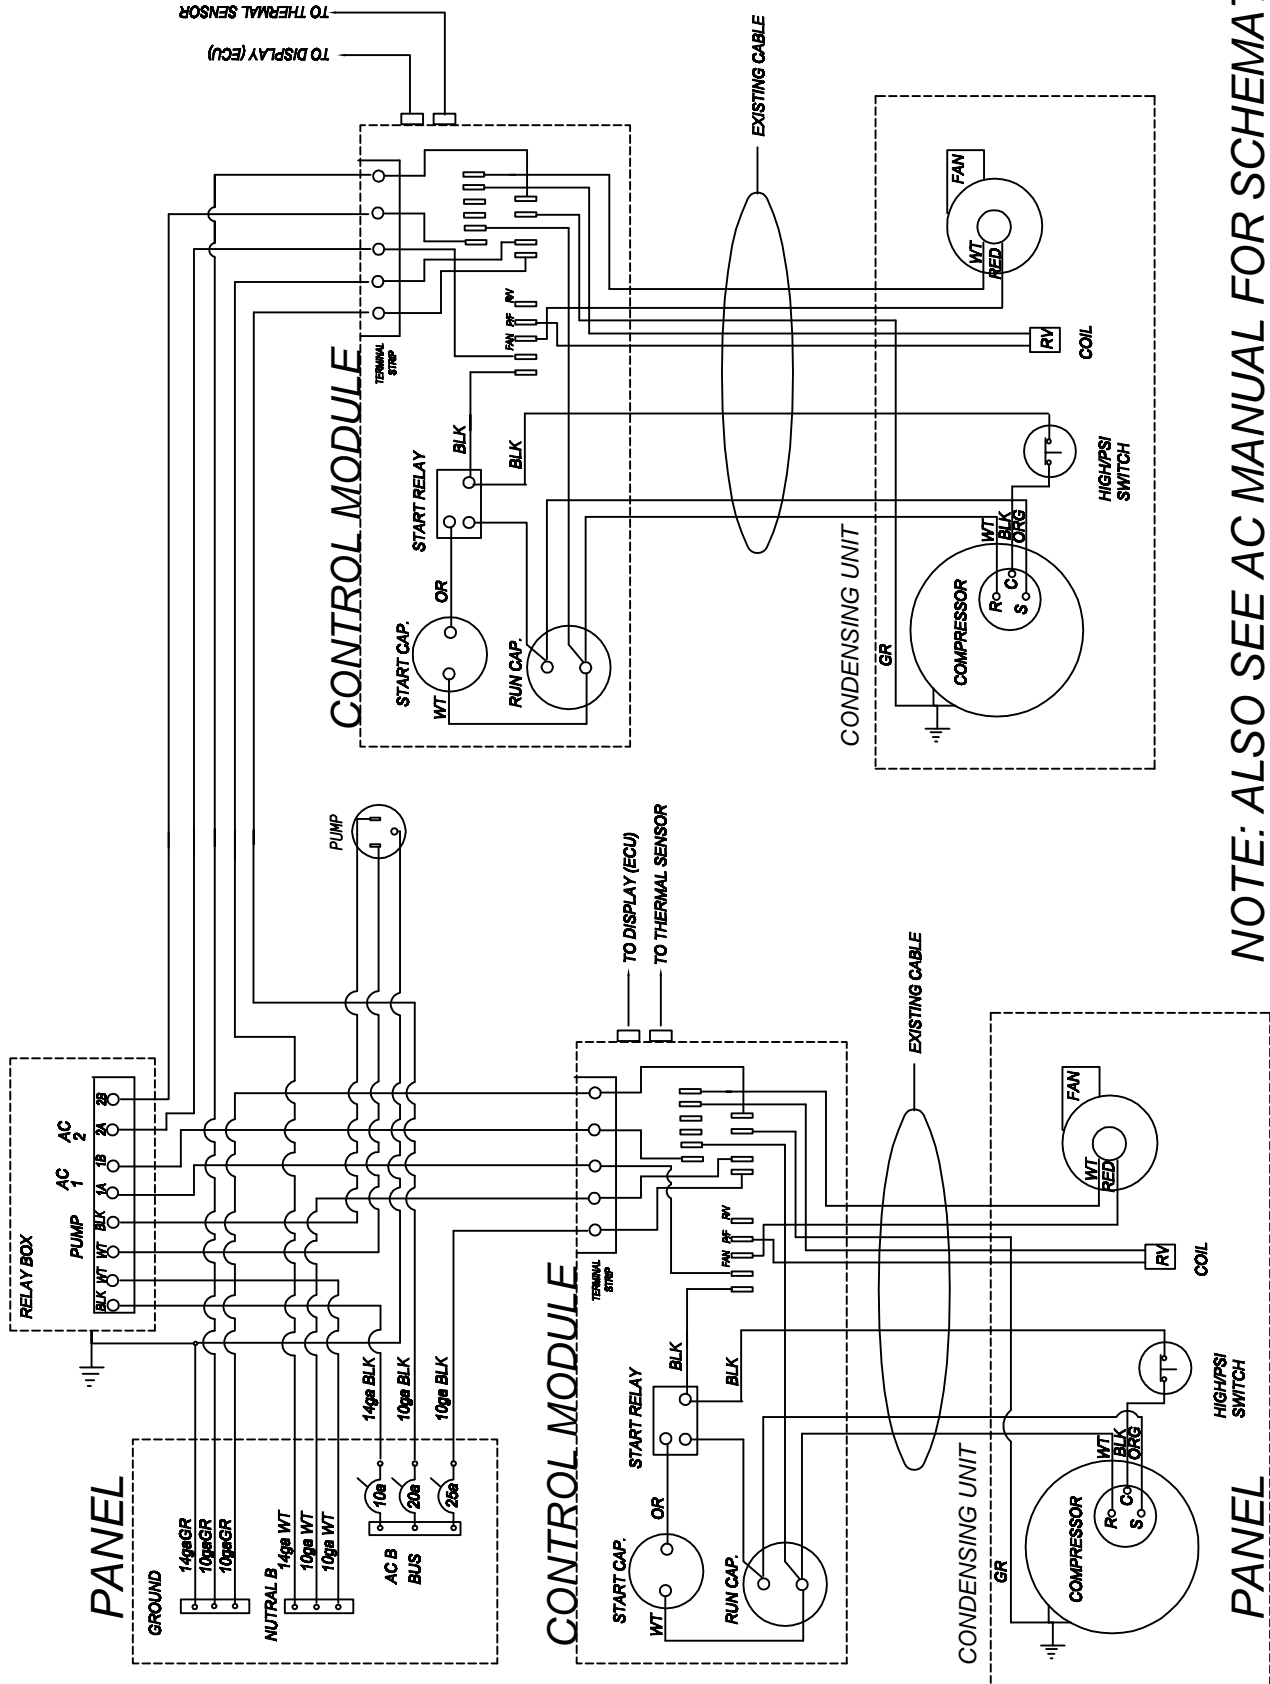 TO THERMAL SENSOR
TO DISPLAY (ECU)
CONTROL MODULE
TERMINAL
STRIP
FAN
P/F
RV
START RELAY
BLK
BLK
OR
START CAP.
WT
RUN CAP.
EXISTING CABLE
CONDENSING UNIT
GR
COMPRESSOR
R
C
S
WT
BLK
ORG
HIGH/PSI
SWITCH
RV
COIL
FAN
WT
RED
PUMP
RELAY BOX
PUMP
AC
1
AC
2
BLK
WT
WT
BLK
1A
1B
2A
2B
PANEL
GROUND
14gaGR
10gaGR
10gaGR
NUTRAL B
14ga WT
10ga WT
10ga WT
AC B
BUS
10a
20a
25a
14ga BLK
10ga BLK
10ga BLK
TO DISPLAY (ECU)
TO THERMAL SENSOR
CONTROL MODULE
TERMINAL
STRIP
FAN
P/F
RV
START RELAY
BLK
BLK
OR
START CAP.
WT
RUN CAP.
EXISTING CABLE
CONDENSING UNIT
GR
COMPRESSOR
R
C
S
WT
BLK
ORG
HIGH/PSI
SWITCH
RV
COIL
FAN
WT
RED
PANEL
NOTE: ALSO SEE AC MANUAL FOR SCHEMAT